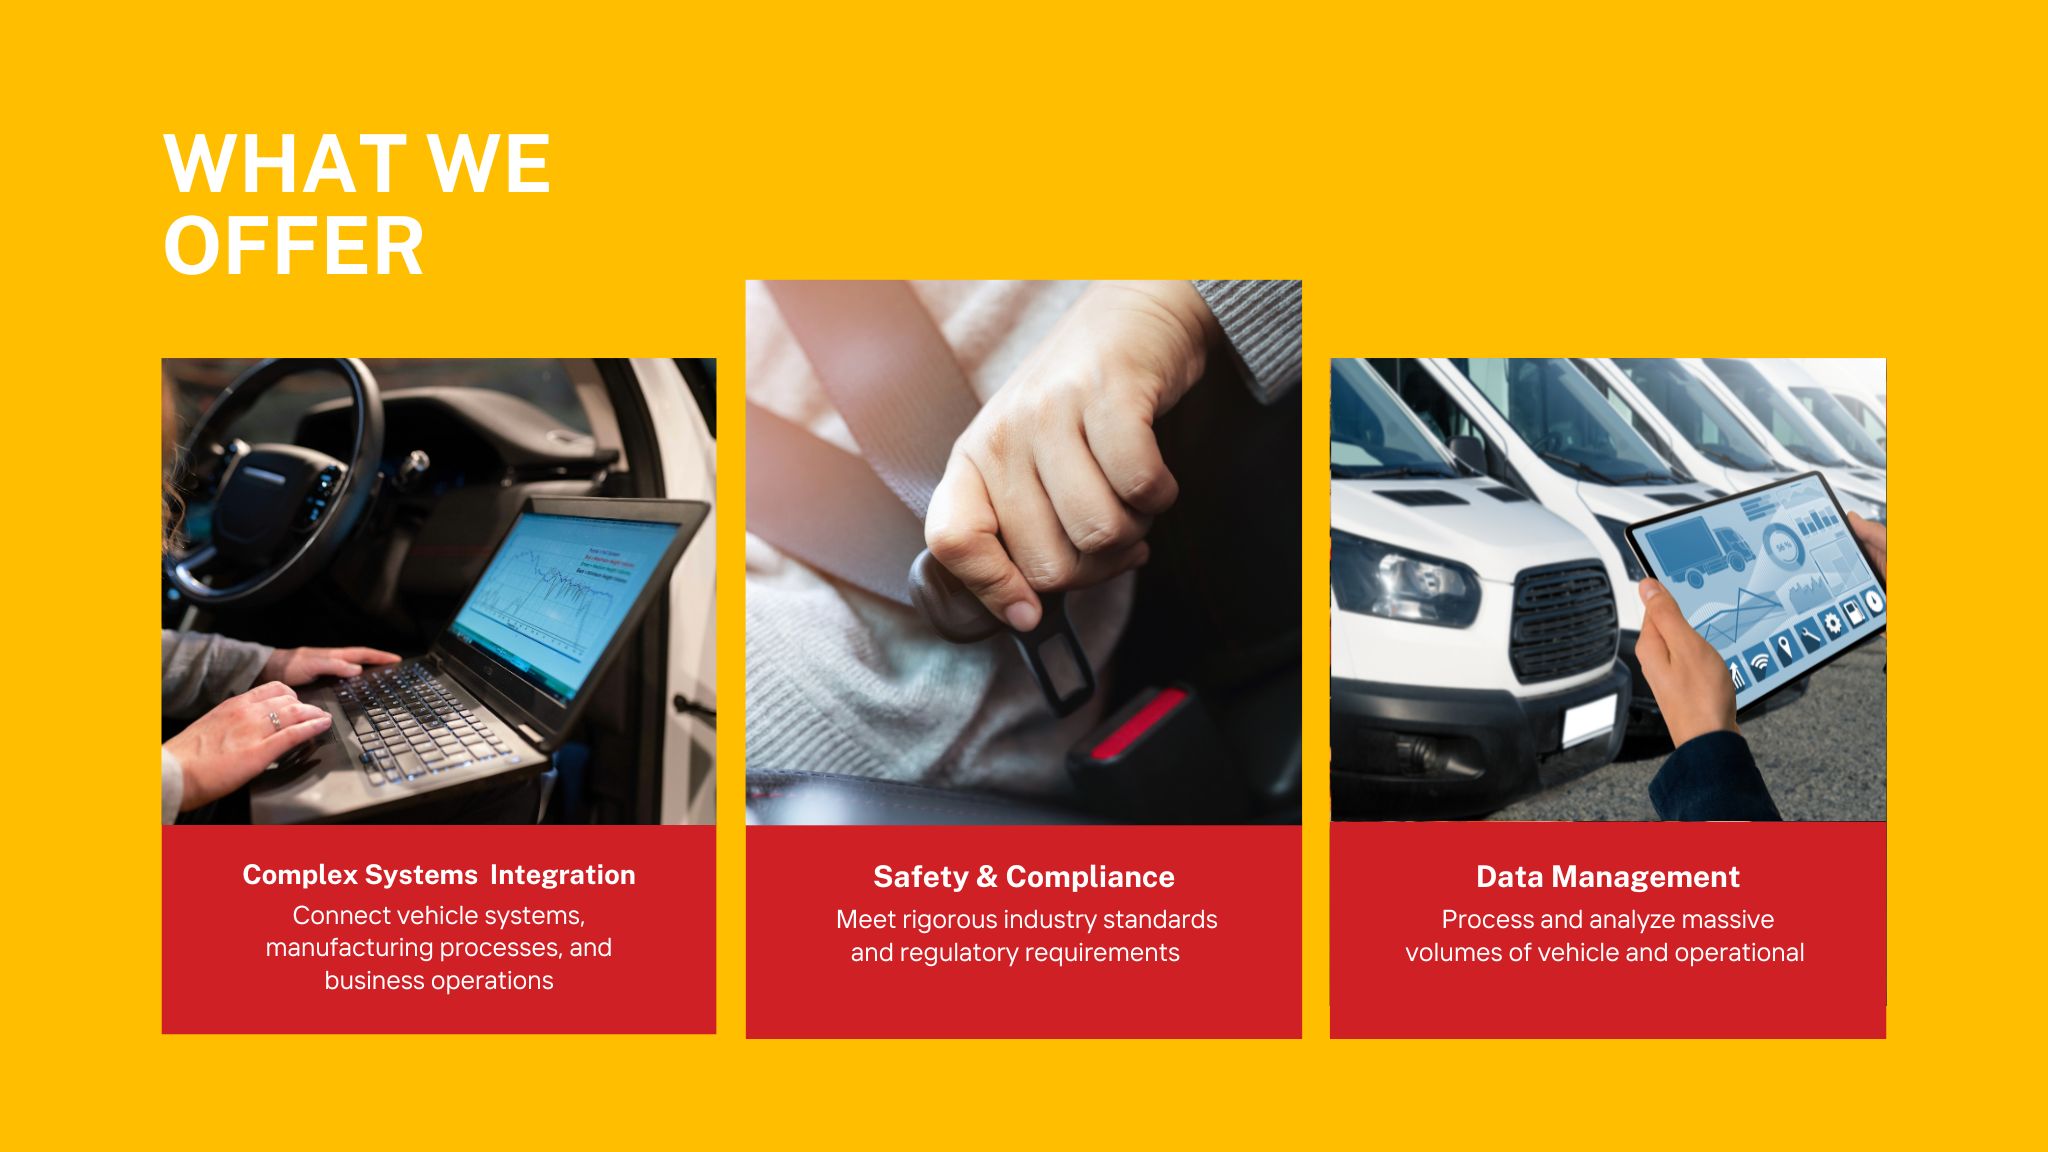 WHAT WE
OFFER
Complex Systems  Integration
Connect vehicle systems,
manufacturing processes, and
business operations
Safety & Compliance
Meet rigorous industry standards
and regulatory requirements
Data Management
Process and analyze massive
volumes of vehicle and operational